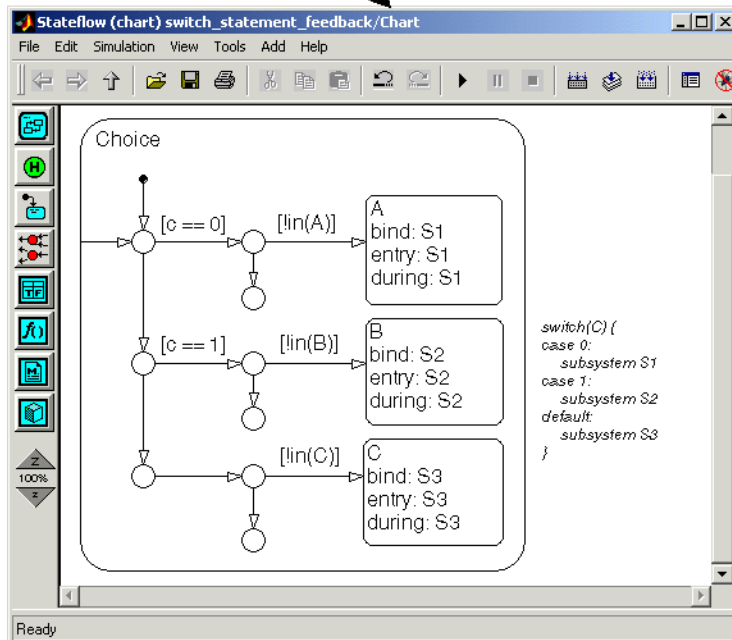 Stateflow (chart) switch_statement_feedback/Chart
File Edit Simulation View Tools Add Help
Choice
[c == 0]
[!in(A)]
A
bind: S1
entry: S1
during: S1
[c == 1]
[!in(B)]
B
bind: S2
entry: S2
during: S2
[!in(C)]
C
bind: S3
entry: S3
during: S3
switch(C) {
case 0:
subsystem S1
case 1:
subsystem S2
default:
subsystem S3
}
H
TF
f()
M
Z
100%
z
Ready